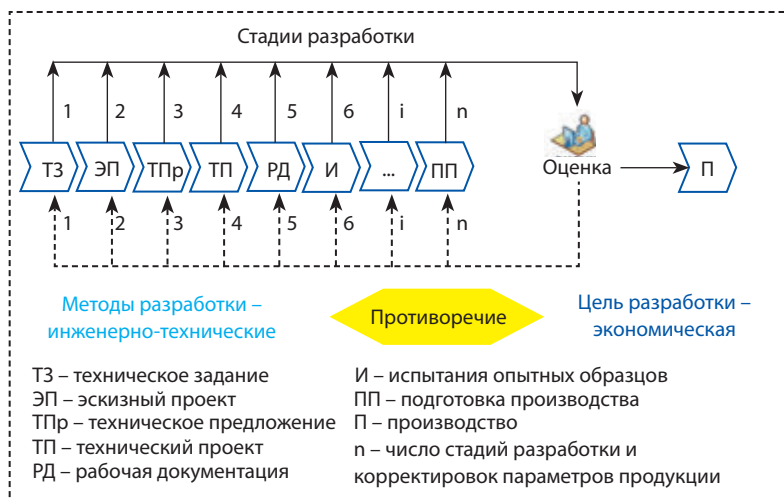 Стадии разработки
1 2 3 4 5 6 i n
ТЗ ЭП ТПр ТП РД И ... ПП Оценка П
1 2 3 4 5 6 i n
Методы разработки –
инженерно-технические
Противоречие
Цель разработки –
экономическая
ТЗ – техническое задание
ЭП – эскизный проект
ТПр – техническое предложение
ТП – технический проект
РД – рабочая документация
И – испытания опытных образцов
ПП – подготовка производства
П – производство
n – число стадий разработки и
корректировок параметров продукции